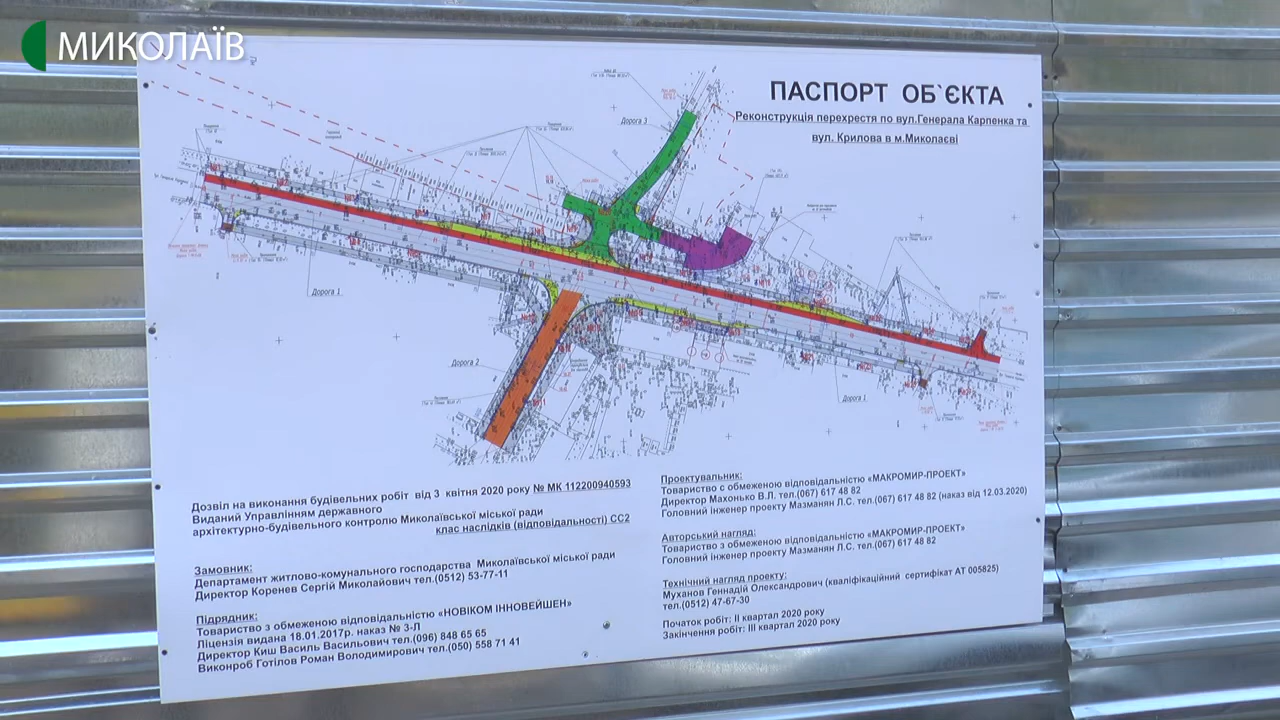 МИКОЛАЇВ
ПАСПОРТ ОБ`ЄКТА
Реконструкція перехрестя по вул.Генерала Карпенка та
вул. Крилова в м.Миколаєві
Дорога 3
Дорога 1
Дорога 2
Дорога 1
Дозвіл на виконання будівельних робіт від 3 квітня 2020 року № МК 112200940593
Виданий Управлінням державного
архітектурно-будівельного контролю Миколаївської міської ради
клас наслідків (відповідальності) СС2
Замовник:
Департамент житлово-комунального господарства Миколаївської міської ради
Директор Коренев Сергій Миколайович тел.(0512) 53-77-11
Підрядник:
Товариство з обмеженою відповідальністю «НОВІКОМ ІННОВЕЙШЕН»
Ліцензія видана 18.01.2017р. наказ № 3-Л
Директор Киш Василь Васильович тел.(096) 848 65 65
Виконроб Готілов Роман Володимирович тел.(050) 558 71 41
Проектувальник:
Товариство с обмеженою відповідальністю «МАКРОМИР-ПРОЕКТ»
Директор Махонько В.Л. тел.(067) 617 48 82
Головний інженер проекту Мазманян Л.С. тел.(067) 617 48 82 (наказ від 12.03.2020)
Авторський нагляд:
Товариство з обмеженою відповідальністю «МАКРОМИР-ПРОЕКТ»
Головний інженер проекту Мазманян Л.С. тел.(067) 617 48 82
Технічний нагляд проекту:
Муханов Геннадій Олександрович (кваліфікаційний сертифікат АТ 005825)
тел.(0512) 47-67-30
Початок робіт: ІІ квартал 2020 року
Закінчення робіт: ІІІ квартал 2020 року